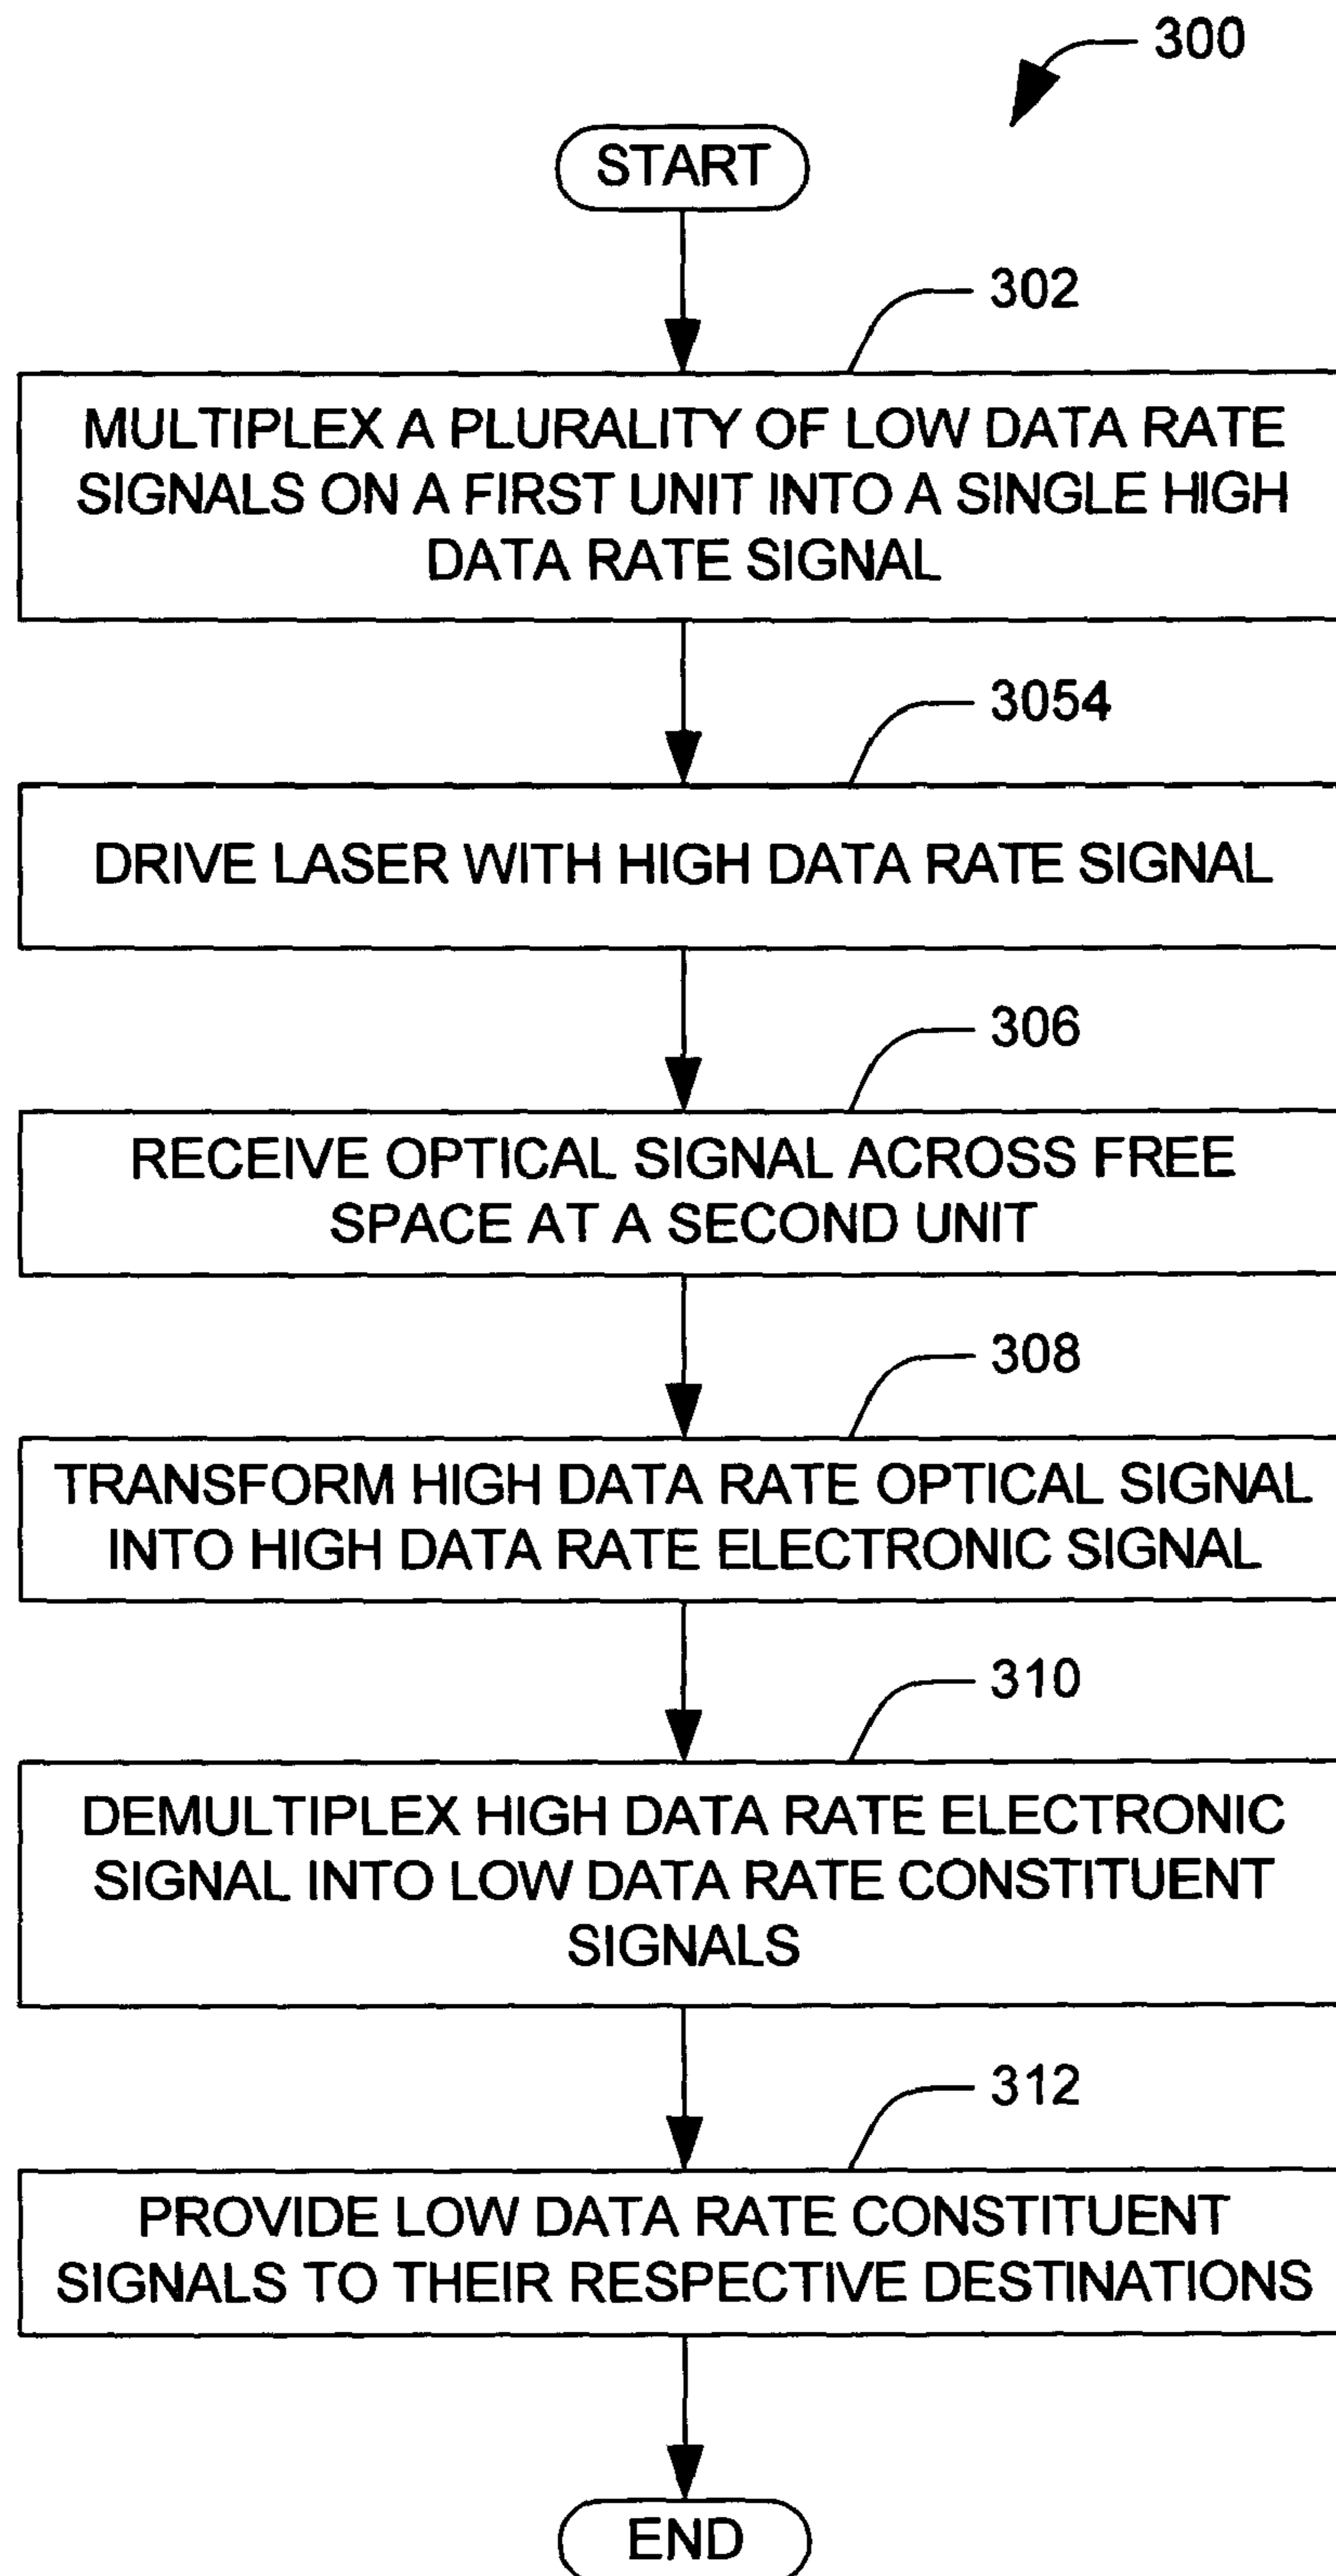 300
START
302
MULTIPLEX A PLURALITY OF LOW DATA RATE
SIGNALS ON A FIRST UNIT INTO A SINGLE HIGH
DATA RATE SIGNAL
3054
DRIVE LASER WITH HIGH DATA RATE SIGNAL
306
RECEIVE OPTICAL SIGNAL ACROSS FREE
SPACE AT A SECOND UNIT
308
TRANSFORM HIGH DATA RATE OPTICAL SIGNAL
INTO HIGH DATA RATE ELECTRONIC SIGNAL
310
DEMULTIPLEX HIGH DATA RATE ELECTRONIC
SIGNAL INTO LOW DATA RATE CONSTITUENT
SIGNALS
312
PROVIDE LOW DATA RATE CONSTITUENT
SIGNALS TO THEIR RESPECTIVE DESTINATIONS
END